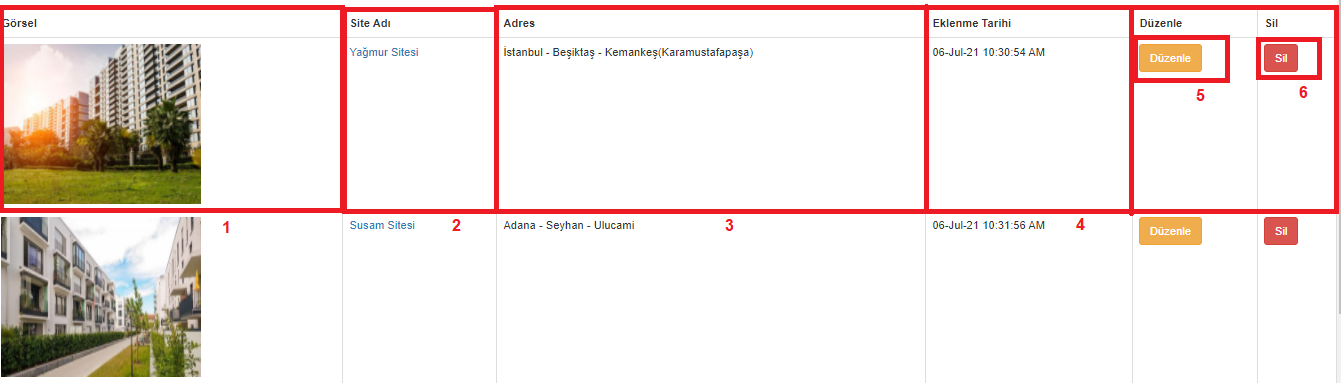 Görsel Site Adı Adres Eklenme Tarihi Düzenle Sil
Yağmur Sitesi İstanbul - Beşiktaş - Kemankeş(Karamustafapaşa) 06-Jul-21 10:30:54 AM Düzenle Sil
5 6
Susam Sitesi Adana - Seyhan - Ulucami 06-Jul-21 10:31:56 AM Düzenle Sil
1 2 3 4